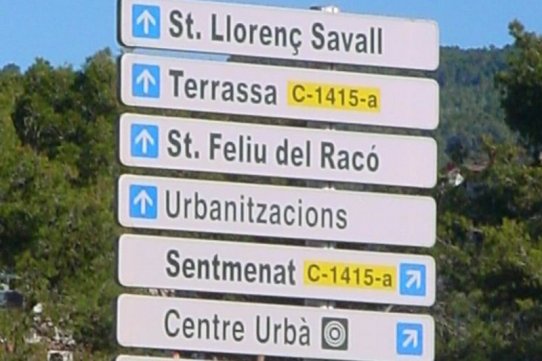 St. Llorenç Savall
Terrassa C-1415-a
St. Feliu del Racó
Urbanitzacions
Sentmenat C-1415-a
Centre Urbà